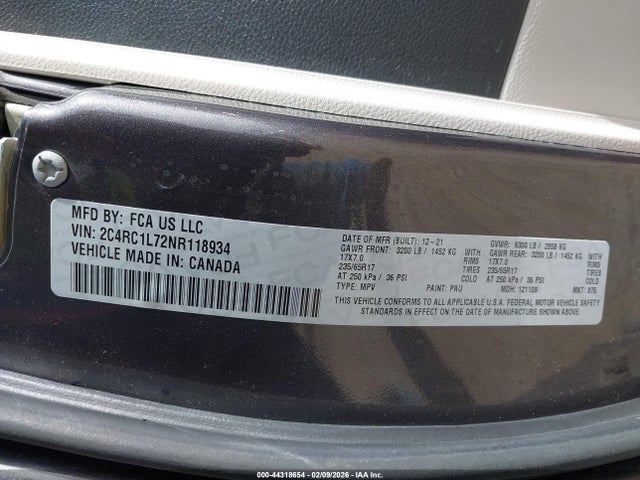 MFD BY: FCA US LLC
VIN: 2C4RC1L72NR118934
VEHICLE MADE IN: CANADA
DATE OF MFR (BUILT): 12-21 GVWR: 6300 LB / 2858 KG
GAWR FRONT: 3200 LB / 1452 KG WITH GAWR REAR: 3200 LB / 1452 KG WITH
17X7.0 RIMS 17X7.0 RIMS
235/65R17 TIRES 235/65R17 TIRES
AT 250 kPa / 36 PSI COLD AT 250 kPa / 36 PSI COLD
TYPE: MPV PAINT: PAU MDH: 121109 MKT: 875
THIS VEHICLE CONFORMS TO ALL APPLICABLE U.S.A. FEDERAL MOTOR VEHICLE SAFETY
STANDARDS IN EFFECT ON THE DATE OF MANUFACTURE SHOWN ABOVE.
000-44318654 - 02/09/2026 - IAA, Inc.